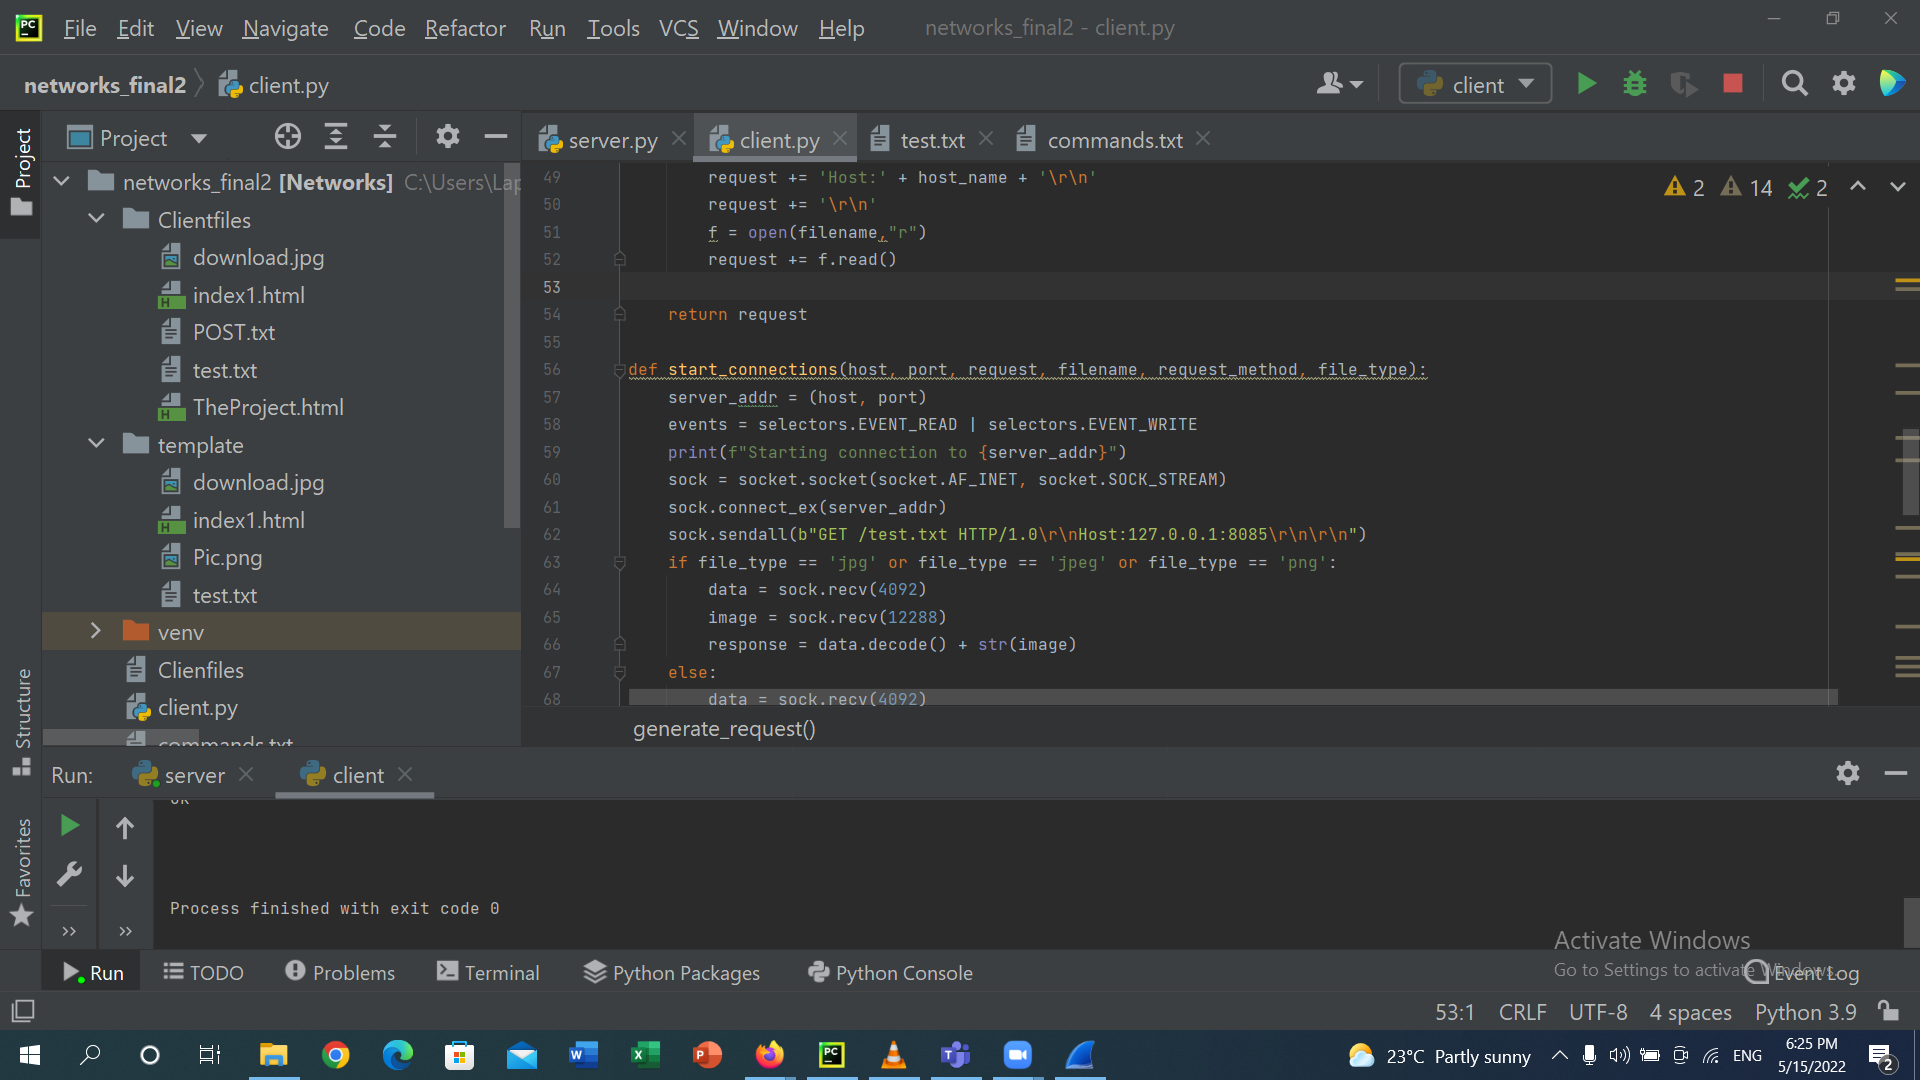 PC File Edit View Navigate Code Refactor Run Tools VCS Window Help networks_final2 - client.py
networks_final2 client.py client
Project
Project
server.py client.py test.txt commands.txt
networks_final2 [Networks] C:\Users\Lap
Clientfiles
download.jpg
index1.html
POST.txt
test.txt
TheProject.html
template
download.jpg
index1.html
Pic.png
test.txt
venv
Clienfiles
client.py
commands.txt
2 14 2
49 request += 'Host:' + host_name + '\r\n'
50 request += '\r\n'
51 f = open(filename,"r")
52 request += f.read()
53
54 return request
55
56 def start_connections(host, port, request, filename, request_method, file_type):
57 server_addr = (host, port)
58 events = selectors.EVENT_READ | selectors.EVENT_WRITE
59 print(f"Starting connection to {server_addr}")
60 sock = socket.socket(socket.AF_INET, socket.SOCK_STREAM)
61 sock.connect_ex(server_addr)
62 sock.sendall(b"GET /test.txt HTTP/1.0\r\nHost:127.0.0.1:8085\r\n\r\n")
63 if file_type == 'jpg' or file_type == 'jpeg' or file_type == 'png':
64 data = sock.recv(4092)
65 image = sock.recv(12288)
66 response = data.decode() + str(image)
67 else:
68 data = sock.recv(4092)
generate_request()
Structure
Favorites
Run: server client
Process finished with exit code 0
Activate Windows
Go to Settings to activate Windows.
Run TODO Problems Terminal Python Packages Python Console Event Log
53:1 CRLF UTF-8 4 spaces Python 3.9
23°C Partly sunny ENG
6:25 PM
5/15/2022
2